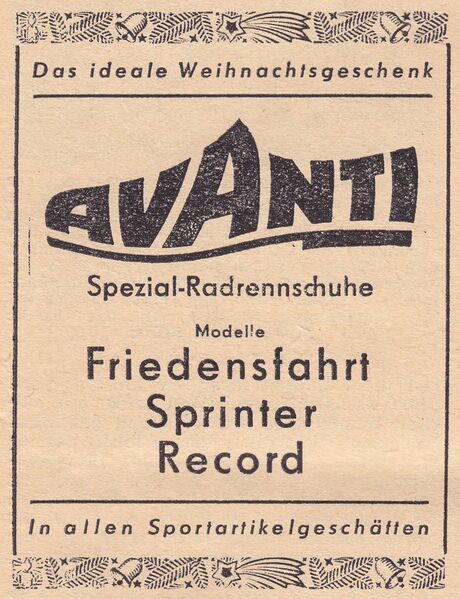 Das ideale Weihnachtsgeschenk
AVANTI
Spezial-Radrennschuhe
Modelle
Friedensfahrt
Sprinter
Record
In allen Sportartikelgeschäften